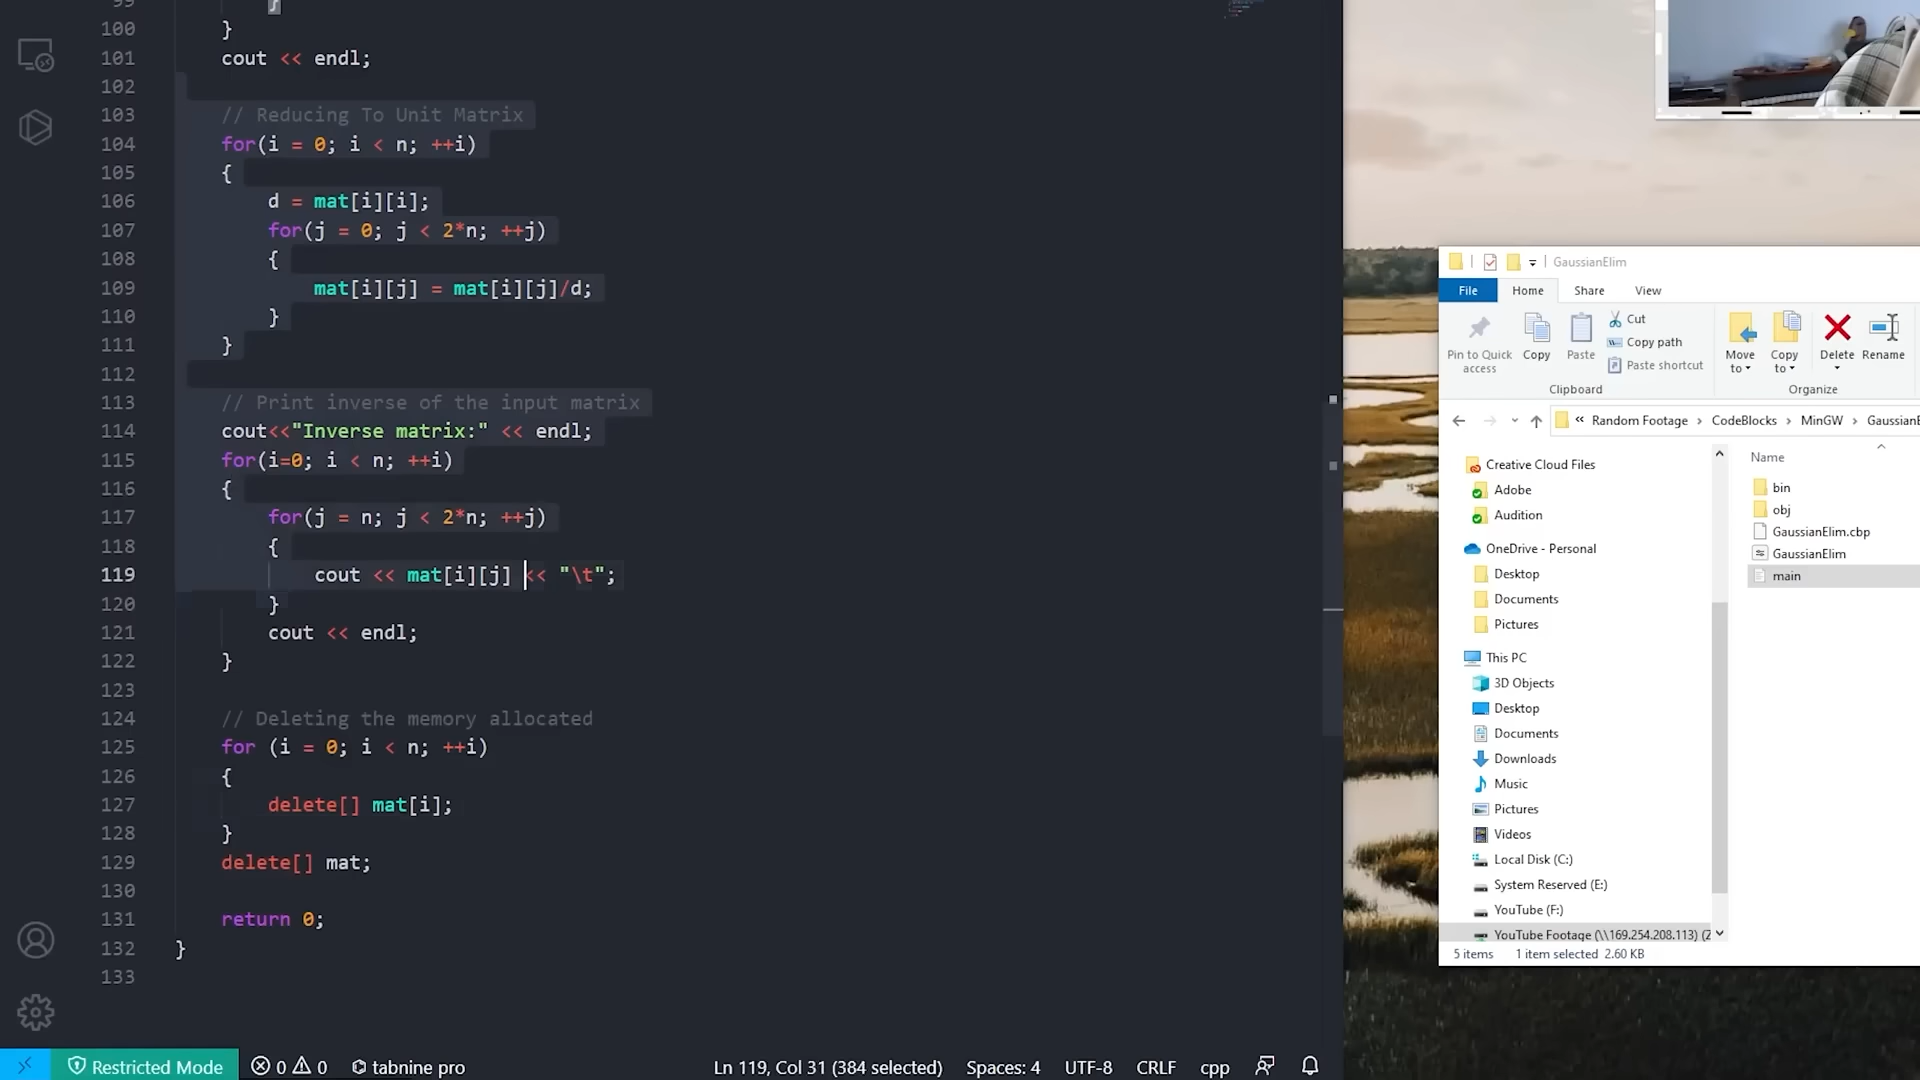 99 }
100 }
101 cout << endl;
102
103 // Reducing To Unit Matrix
104 for(i = 0; i < n; ++i)
105 {
106 d = mat[i][i];
107 for(j = 0; j < 2*n; ++j)
108 {
109 mat[i][j] = mat[i][j]/d;
110 }
111 }
112
113 // Print inverse of the input matrix
114 cout<<"Inverse matrix:" << endl;
115 for(i=0; i < n; ++i)
116 {
117 for(j = n; j < 2*n; ++j)
118 {
119 cout << mat[i][j] << "\t";
120 }
121 cout << endl;
122 }
123
124 // Deleting the memory allocated
125 for (i = 0; i < n; ++i)
126 {
127 delete[] mat[i];
128 }
129 delete[] mat;
130
131 return 0;
132 }
133
Restricted Mode 0 0 tabnine pro Ln 119, Col 31 (384 selected) Spaces: 4 UTF-8 CRLF cpp
GaussianElim
File Home Share View
Pin to Quick access
Copy
Paste
Cut
Copy path
Paste shortcut
Clipboard
Move to
Copy to
Delete
Rename
Organize
« Random Footage > CodeBlocks > MinGW > GaussianE
Creative Cloud Files
Adobe
Audition
OneDrive - Personal
Desktop
Documents
Pictures
This PC
3D Objects
Desktop
Documents
Downloads
Music
Pictures
Videos
Local Disk (C:)
System Reserved (E:)
YouTube (F:)
YouTube Footage (\\169.254.208.113) (Z
Name
bin
obj
GaussianElim.cbp
GaussianElim
main
5 items 1 item selected 2.60 KB